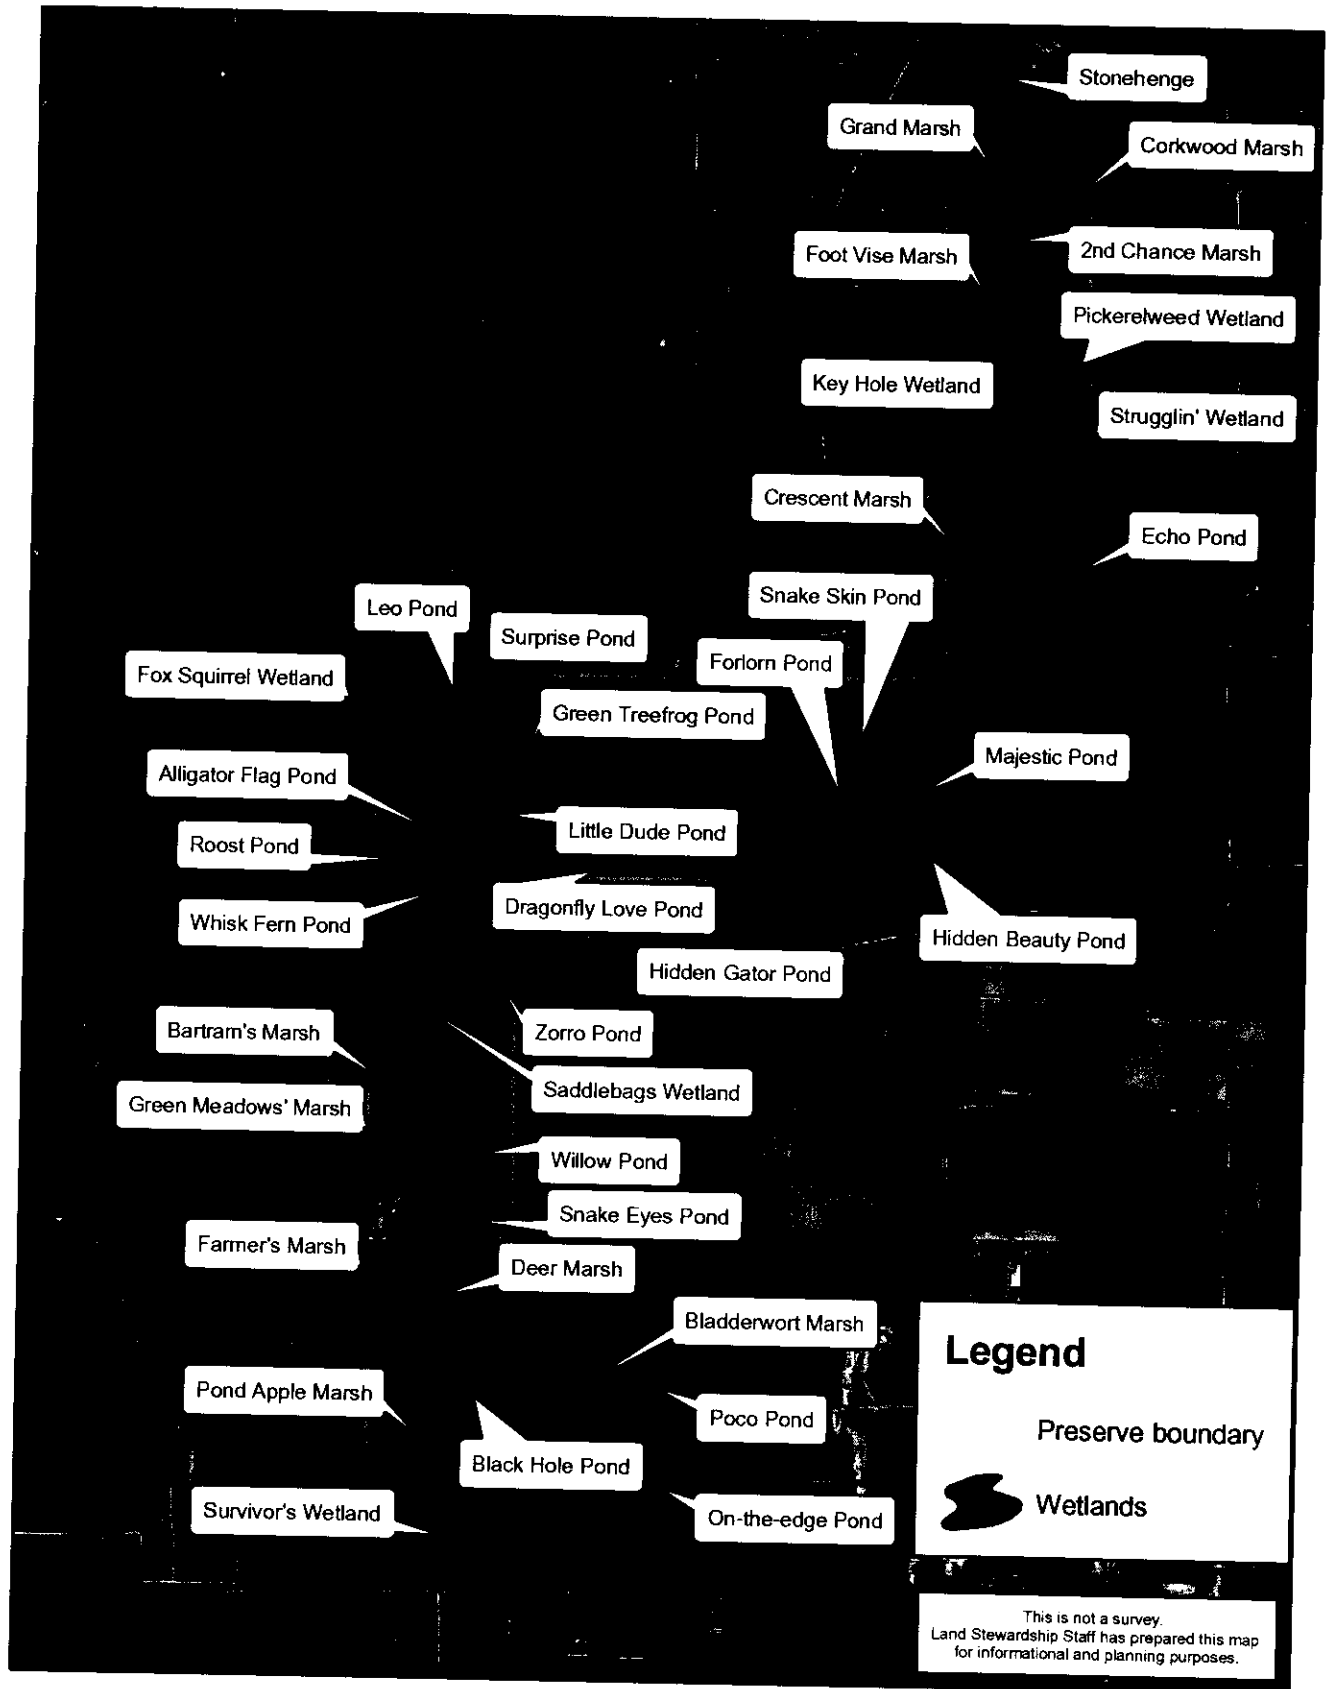 Stonehenge
Grand Marsh
Corkwood Marsh
Foot Vise Marsh
2nd Chance Marsh
Pickerelweed Wetland
Key Hole Wetland
Strugglin' Wetland
Crescent Marsh
Echo Pond
Snake Skin Pond
Leo Pond
Surprise Pond
Forlorn Pond
Fox Squirrel Wetland
Green Treefrog Pond
Majestic Pond
Alligator Flag Pond
Little Dude Pond
Roost Pond
Dragonfly Love Pond
Whisk Fern Pond
Hidden Beauty Pond
Hidden Gator Pond
Bartram's Marsh
Zorro Pond
Saddlebags Wetland
Green Meadows' Marsh
Willow Pond
Snake Eyes Pond
Farmer's Marsh
Deer Marsh
Bladderwort Marsh
Pond Apple Marsh
Poco Pond
Black Hole Pond
Survivor's Wetland
On-the-edge Pond
Legend
Preserve boundary
Wetlands
This is not a survey.
Land Stewardship Staff has prepared this map
for informational and planning purposes.